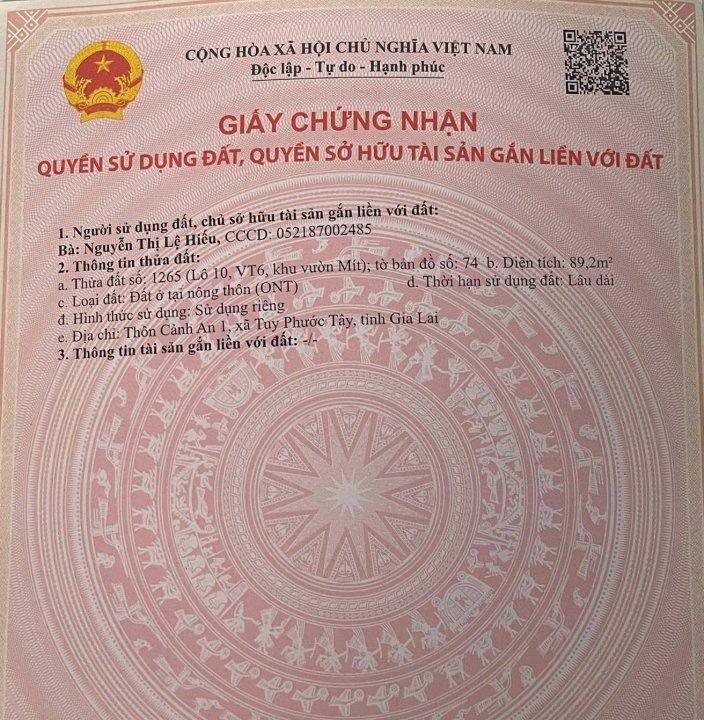 CỘNG HÒA XÃ HỘI CHỦ NGHĨA VIỆT NAM
Độc lập - Tự do - Hạnh phúc
GIẤY CHỨNG NHẬN
QUYỀN SỬ DỤNG ĐẤT, QUYỀN SỞ HỮU TÀI SẢN GẮN LIỀN VỚI ĐẤT
1. Người sử dụng đất, chủ sở hữu tài sản gắn liền với đất:
Bà: Nguyễn Thị Lệ Hiếu, CCCD: 052187002485
2. Thông tin thửa đất:
a. Thửa đất số: 1265 (Lô 10, VT6, khu vườn Mít); tờ bản đồ số: 74 b. Diện tích: 89,2m²
c. Loại đất: Đất ở tại nông thôn (ONT) d. Thời hạn sử dụng đất: Lâu dài
đ. Hình thức sử dụng: Sử dụng riêng
e. Địa chỉ: Thôn Cảnh An 1, xã Tuy Phước Tây, tỉnh Gia Lai
3. Thông tin tài sản gắn liền với đất: -/-